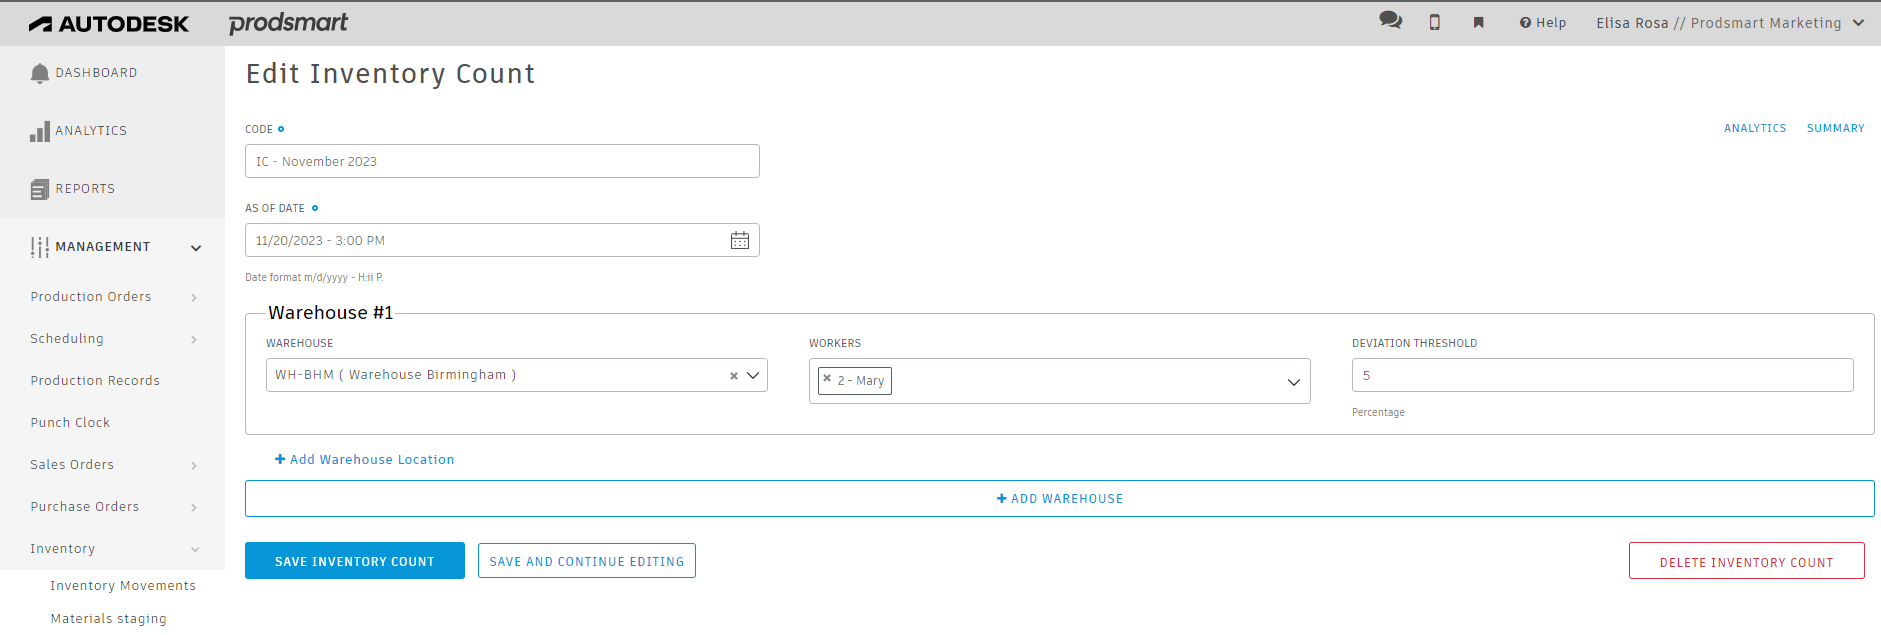 AUTODESK prodsmart Help Elisa Rosa // Prodsmart Marketing
DASHBOARD
ANALYTICS
REPORTS
MANAGEMENT
Production Orders
Scheduling
Production Records
Punch Clock
Sales Orders
Purchase Orders
Inventory
Inventory Movements
Materials staging
Edit Inventory Count
ANALYTICS SUMMARY
CODE
IC - November 2023
AS OF DATE
11/20/2023 - 3:00 PM
Date format m/d/yyyy - H:ii P.
Warehouse #1
WAREHOUSE WORKERS DEVIATION THRESHOLD
WH-BHM ( Warehouse Birmingham ) × × 2 - Mary 5
Percentage
+ Add Warehouse Location
+ ADD WAREHOUSE
SAVE INVENTORY COUNT SAVE AND CONTINUE EDITING DELETE INVENTORY COUNT